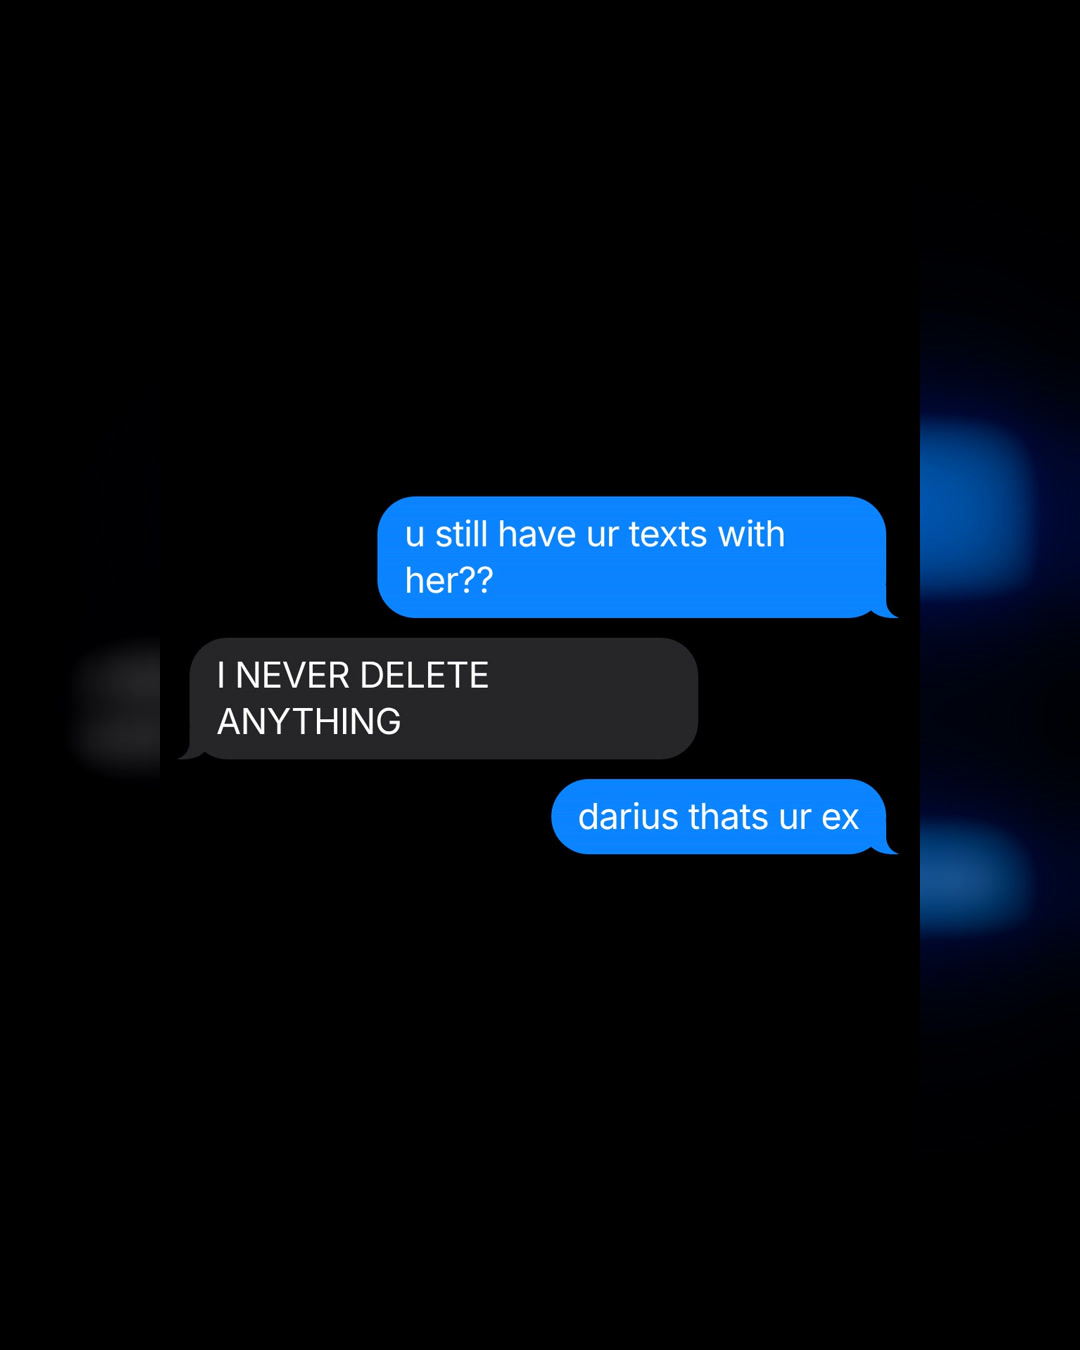 u still have ur texts with
her??
I NEVER DELETE
ANYTHING
darius thats ur ex